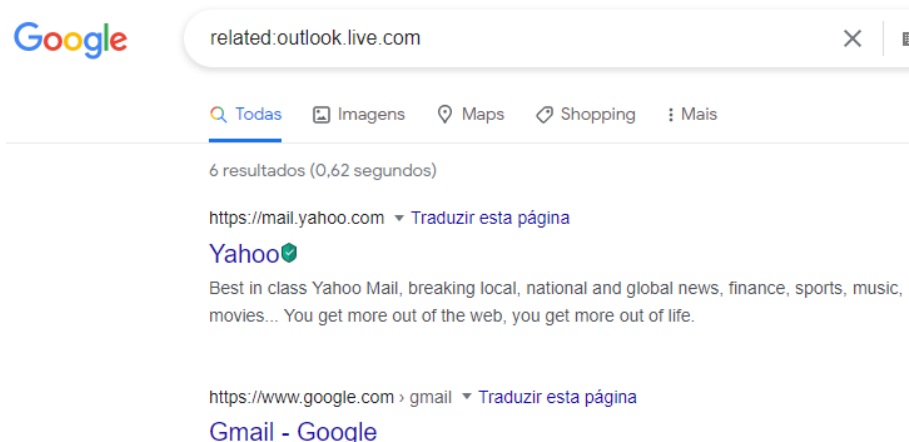 Google
related:outlook.live.com
Todas Imagens Maps Shopping Mais
6 resultados (0,62 segundos)
https://mail.yahoo.com Traduzir esta página
Yahoo
Best in class Yahoo Mail, breaking local, national and global news, finance, sports, music,
movies... You get more out of the web, you get more out of life.
https://www.google.com › gmail Traduzir esta página
Gmail - Google